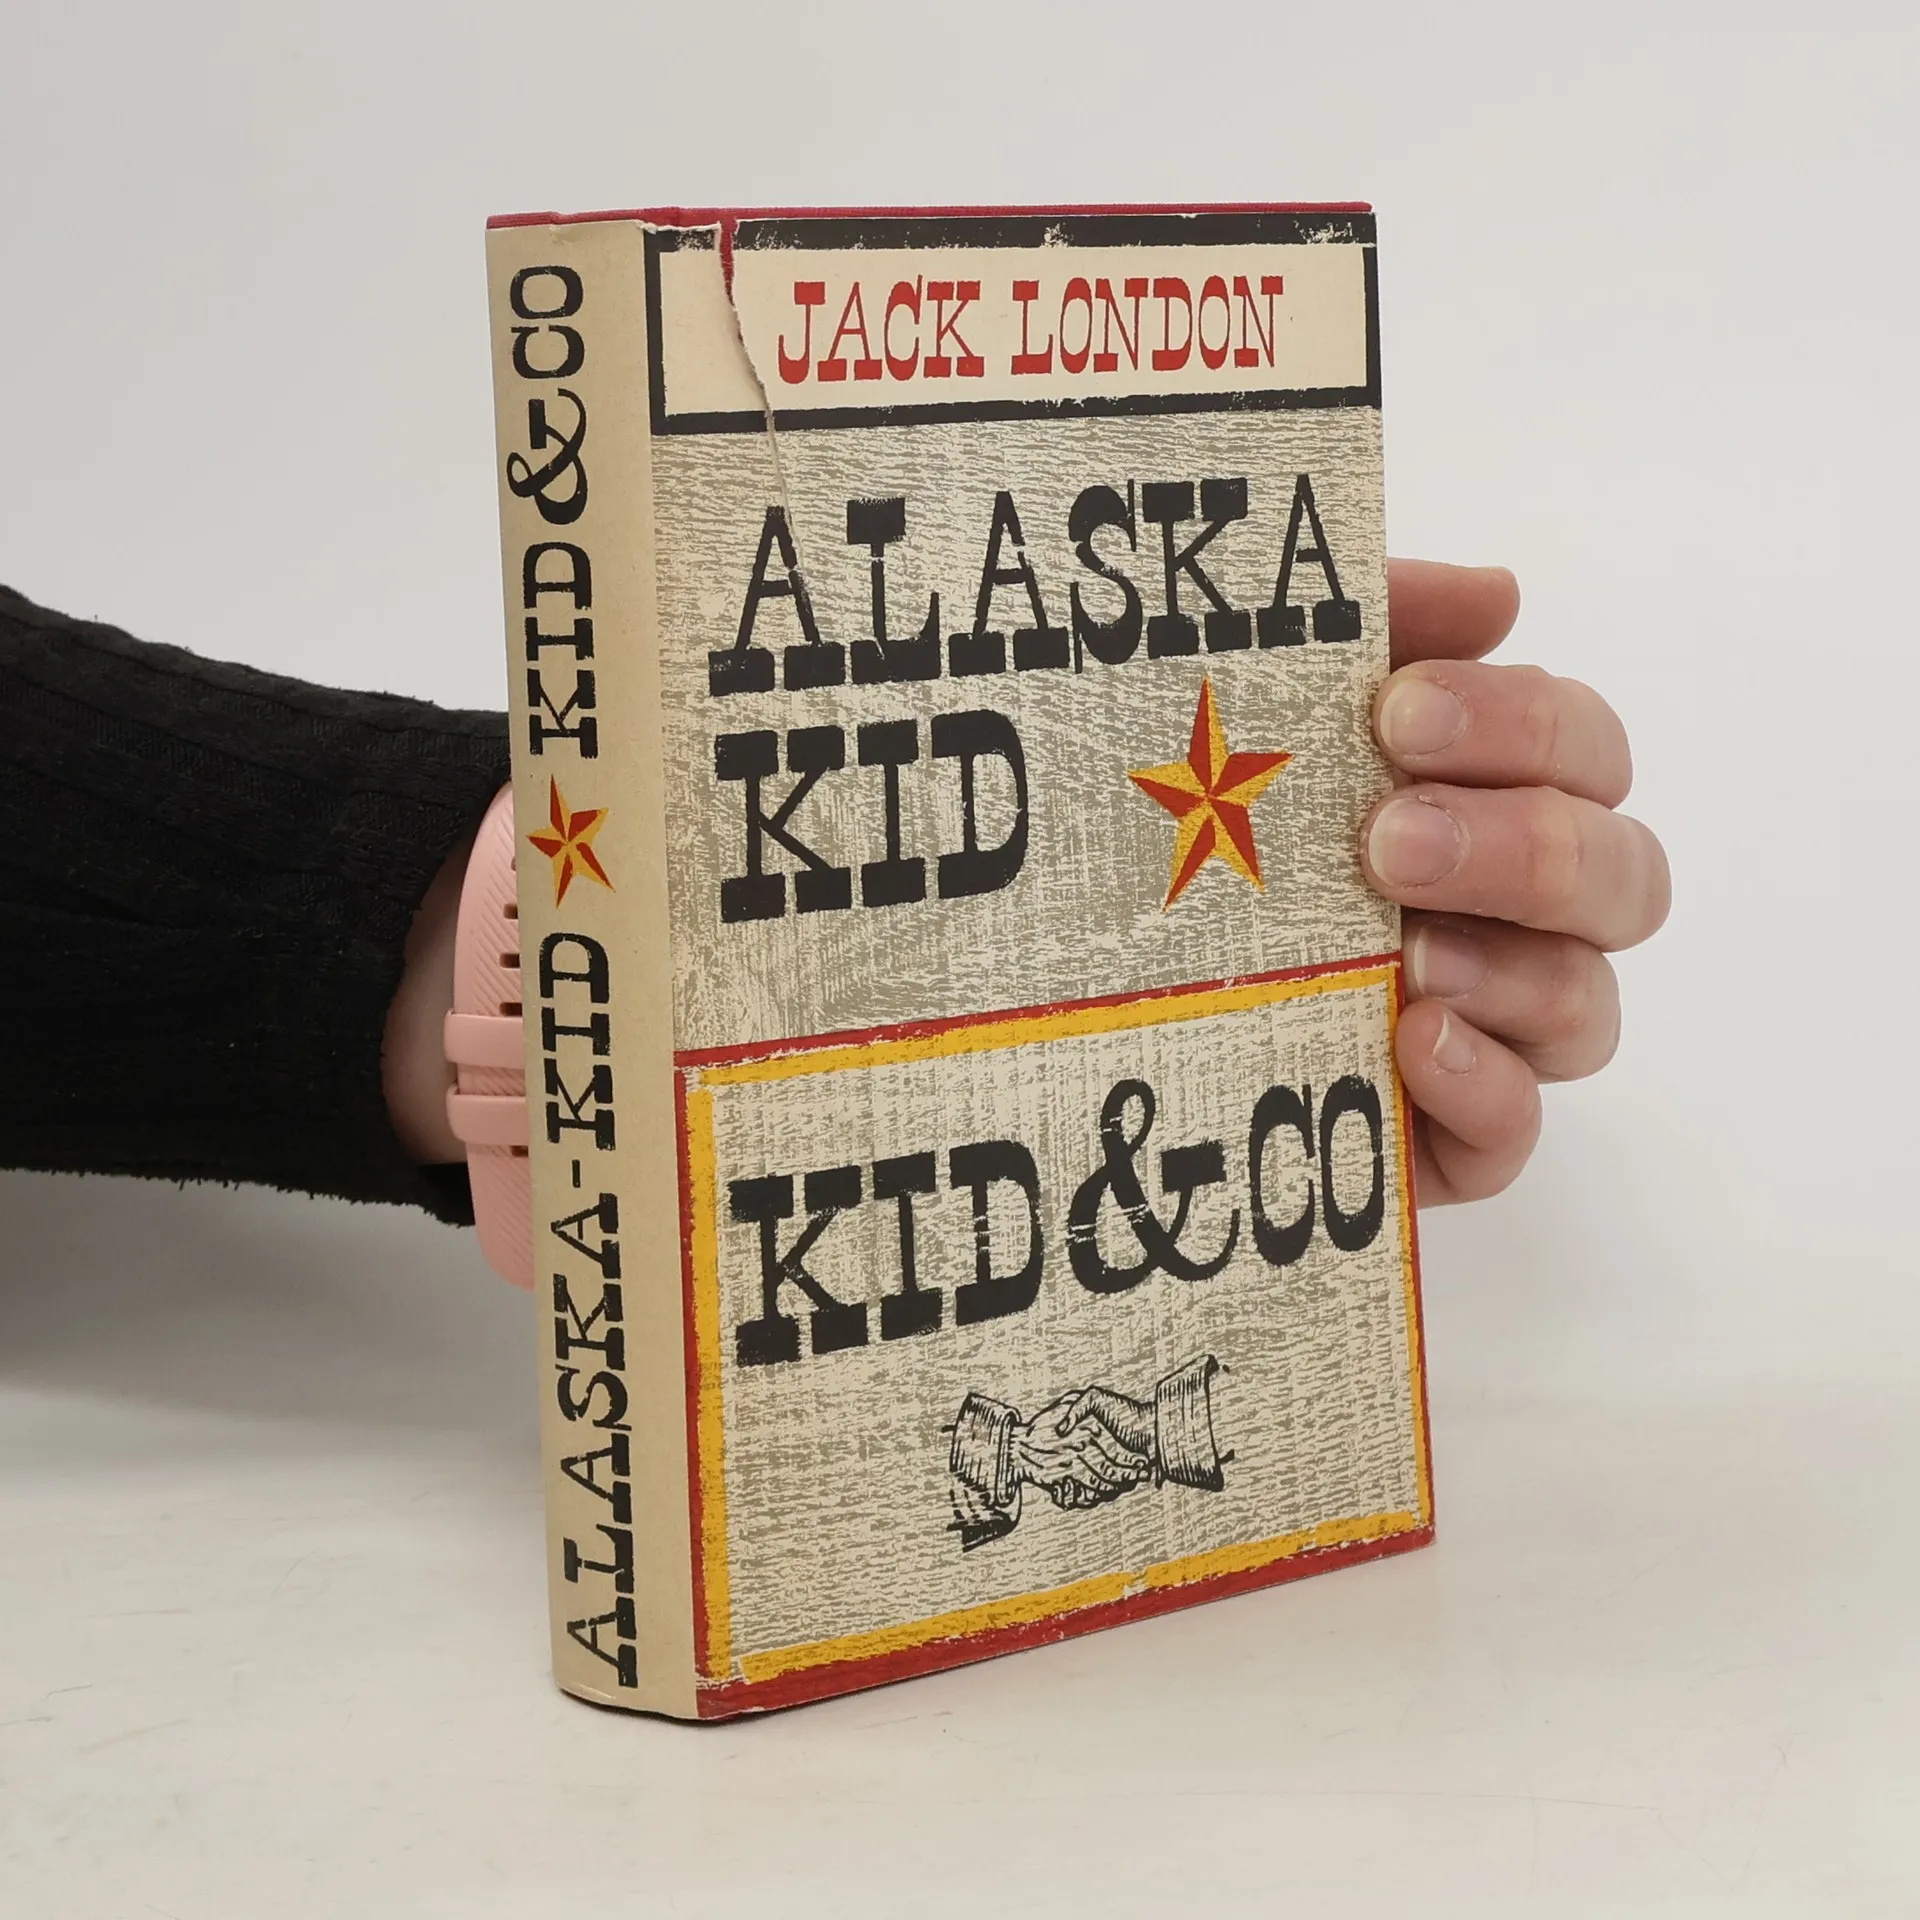 ALASKA-KID ★ KID & CO
JACK LONDON
ALASKA
KID
KID & CO